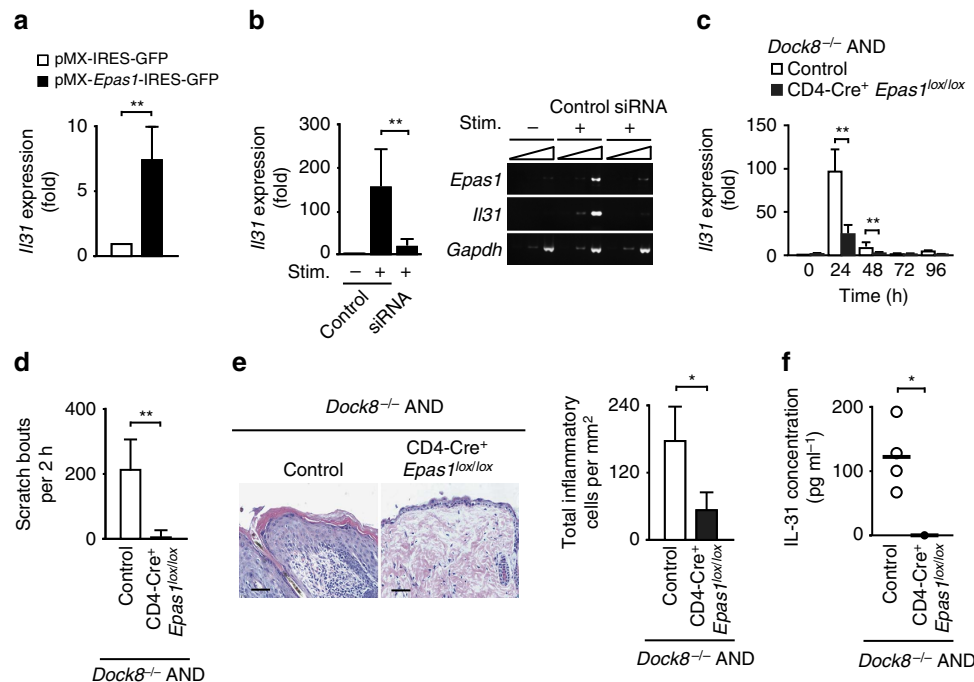 a
pMX-IRES-GFP
pMX-Epas1-IRES-GFP
**
10
5
0
Il31 expression
(fold)
b
**
300
200
100
0
Il31 expression
(fold)
Stim. – + +
Control
siRNA
Control siRNA
Stim. – + +
Epas1
Il31
Gapdh
c
Dock8–/– AND
Control
CD4-Cre+ Epas1lox/lox
150
100
50
0
**
**
Il31 expression
(fold)
0 24 48 72 96
Time (h)
d
400
200
0
**
Scratch bouts
per 2 h
Control
CD4-Cre+
Epas1lox/lox
Dock8–/– AND
e
Dock8–/– AND
Control
CD4-Cre+
Epas1lox/lox
*
240
180
120
60
0
Total inflammatory
cells per mm2
Control
CD4-Cre+
Epas1lox/lox
Dock8–/– AND
f
*
200
100
0
IL-31 concentration
(pg ml–1)
Control
CD4-Cre+
Epas1lox/lox
Dock8–/– AND